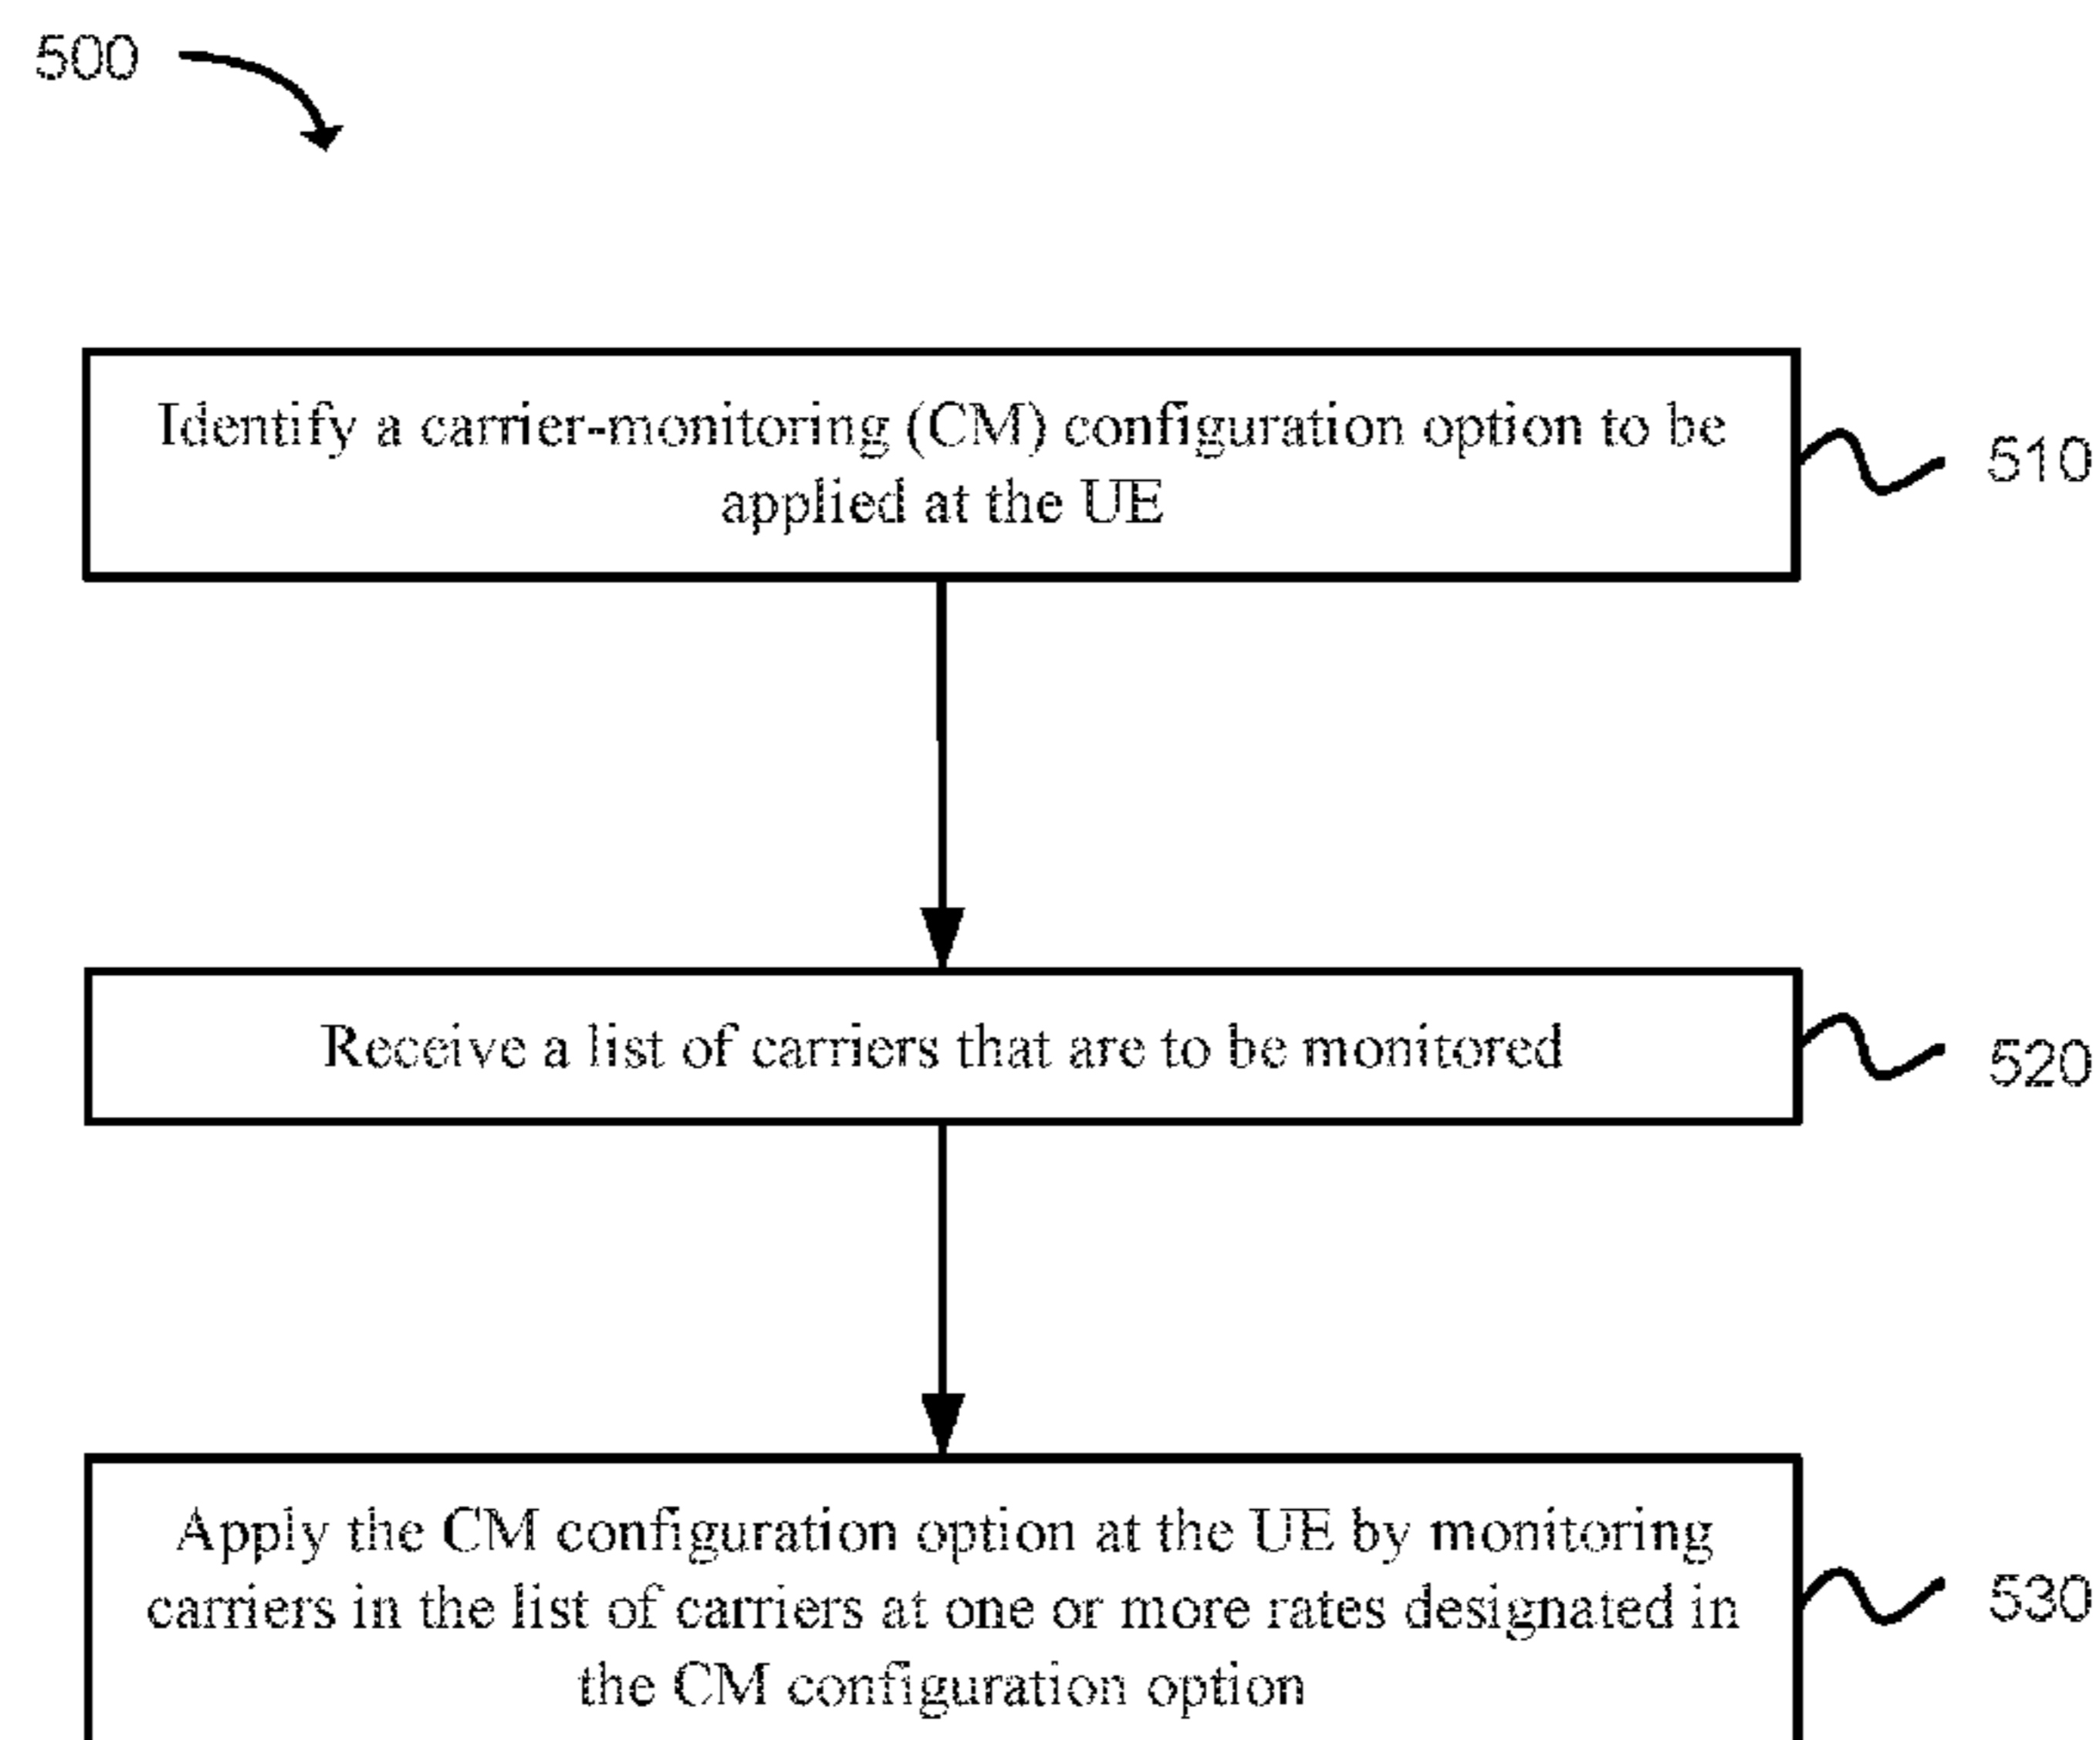 500
Identify a carrier-monitoring (CM) configuration option to be
applied at the UE
510
Receive a list of carriers that are to be monitored
520
Apply the CM configuration option at the UE by monitoring
carriers in the list of carriers at one or more rates designated in
the CM configuration option
530